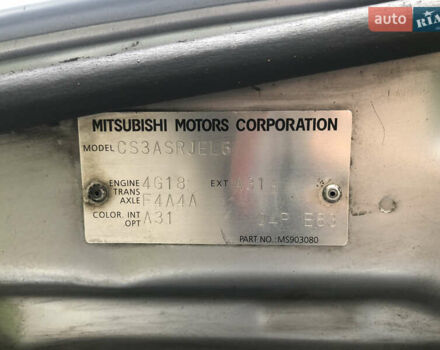 auto RIA
MITSUBISHI MOTORS CORPORATION
MODEL CS3ASRJEL6
ENGINE 4G18 EXT A31
TRANS AXLE F4A4A
COLOR. INT A31
OPT
PART NO.: MS903080